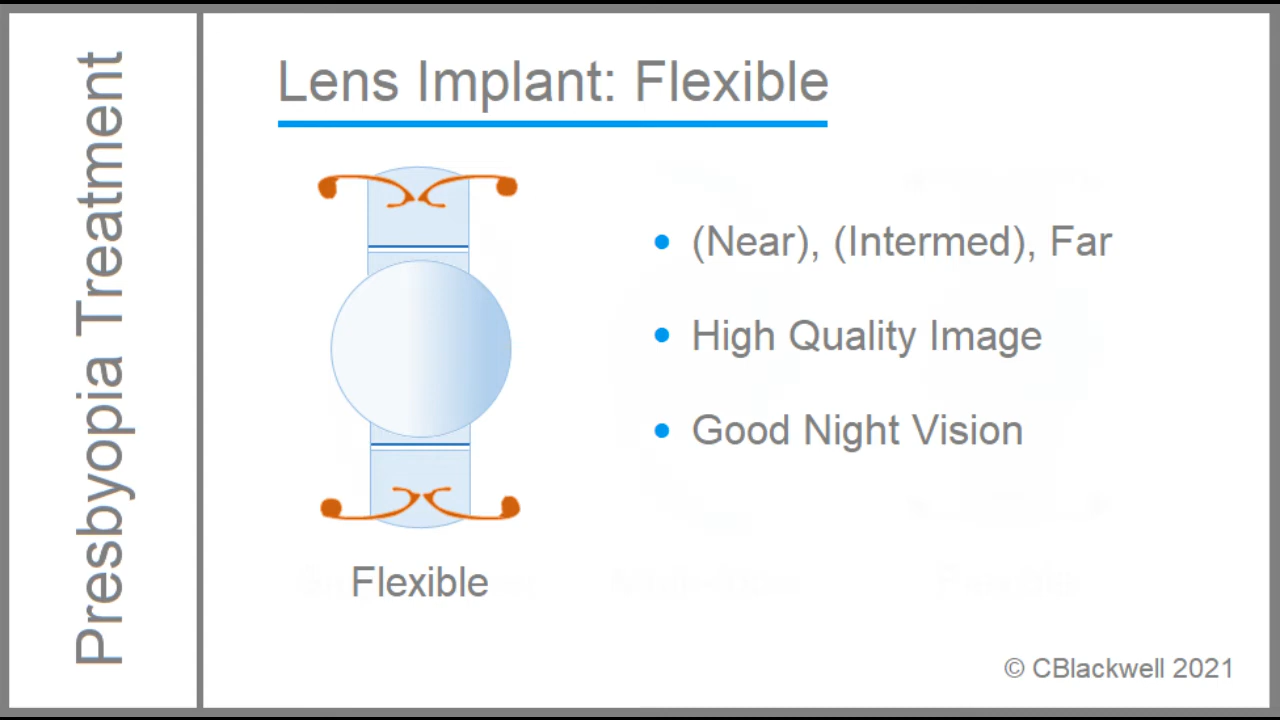 Presbyopia Treatment
Lens Implant: Flexible
(Near), (Intermed), Far
High Quality Image
Good Night Vision
Flexible
© CBlackwell 2021